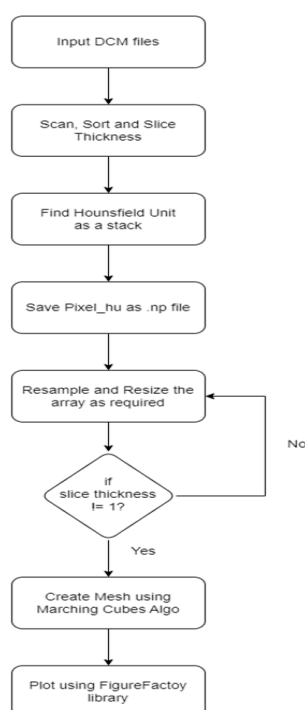 Input DCM files
Scan, Sort and Slice
Thickness
Find Hounsfield Unit
as a stack
Save Pixel_hu as .np file
Resample and Resize the
array as required
No
if
slice thickness
!= 1?
Yes
Create Mesh using
Marching Cubes Algo
Plot using FigureFactoy
library